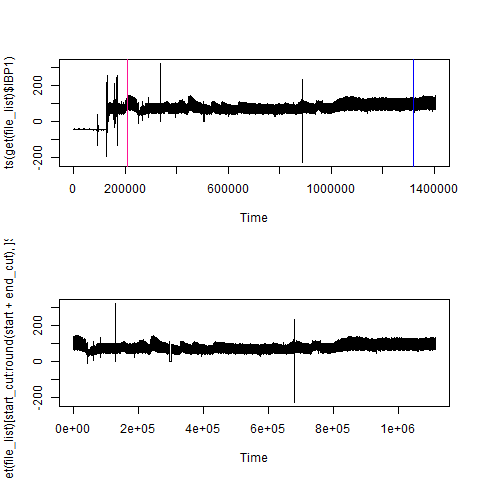 ts(get(file_list)$IBP1)
200
0
-200
0
200000
600000
1000000
1400000
Time
et(file_list)[start_cut:round(start + end_cut), ]$
200
0
-200
0e+00
2e+05
4e+05
6e+05
8e+05
1e+06
Time